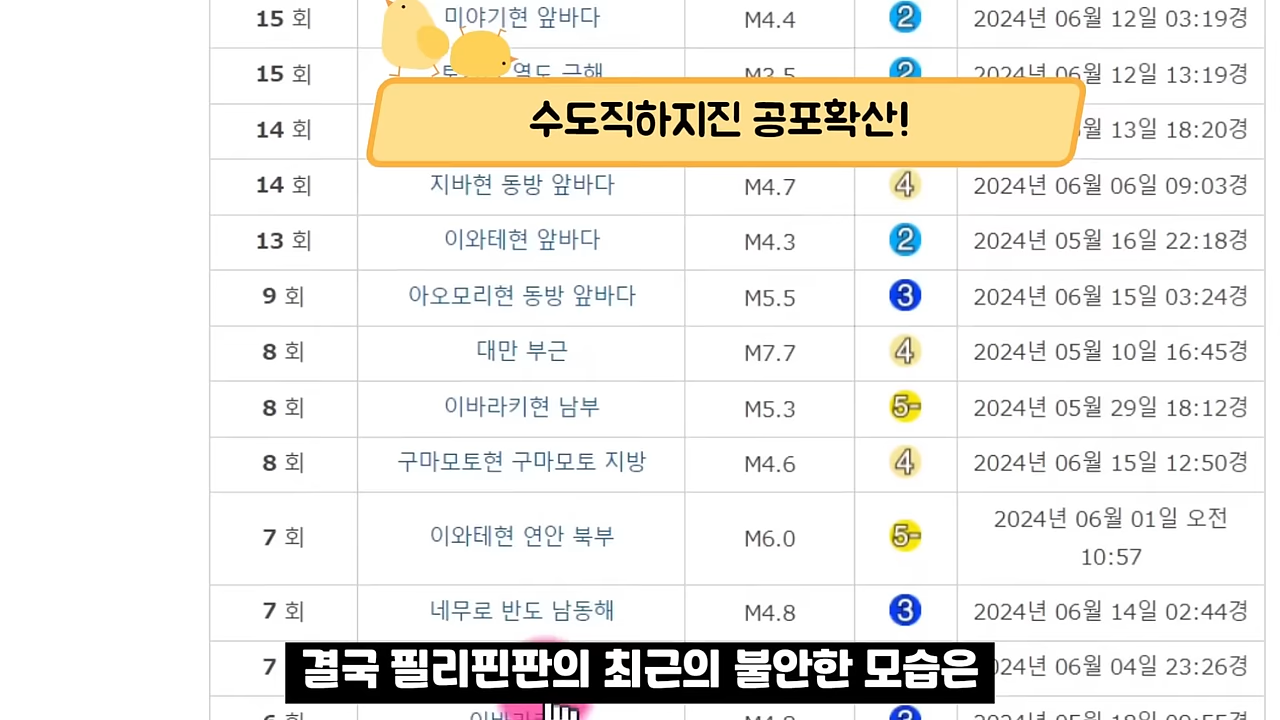 15 회 미야기현 앞바다 M4.4 2 2024년 06월 12일 03:19경
15 회 열도 근해 M3.5 2 2024년 06월 12일 13:19경
수도직하지진 공포확산!
14 회 월 13일 18:20경
14 회 지바현 동방 앞바다 M4.7 4 2024년 06월 06일 09:03경
13 회 이와테현 앞바다 M4.3 2 2024년 05월 16일 22:18경
9 회 아오모리현 동방 앞바다 M5.5 3 2024년 06월 15일 03:24경
8 회 대만 부근 M7.7 4 2024년 05월 10일 16:45경
8 회 이바라키현 남부 M5.3 5- 2024년 05월 29일 18:12경
8 회 구마모토현 구마모토 지방 M4.6 4 2024년 06월 15일 12:50경
7 회 이와테현 연안 북부 M6.0 5- 2024년 06월 01일 오전
10:57
7 회 네무로 반도 남동해 M4.8 3 2024년 06월 14일 02:44경
7 24년 06월 04일 23:26경
결국 필리핀판의 최근의 불안한 모습은